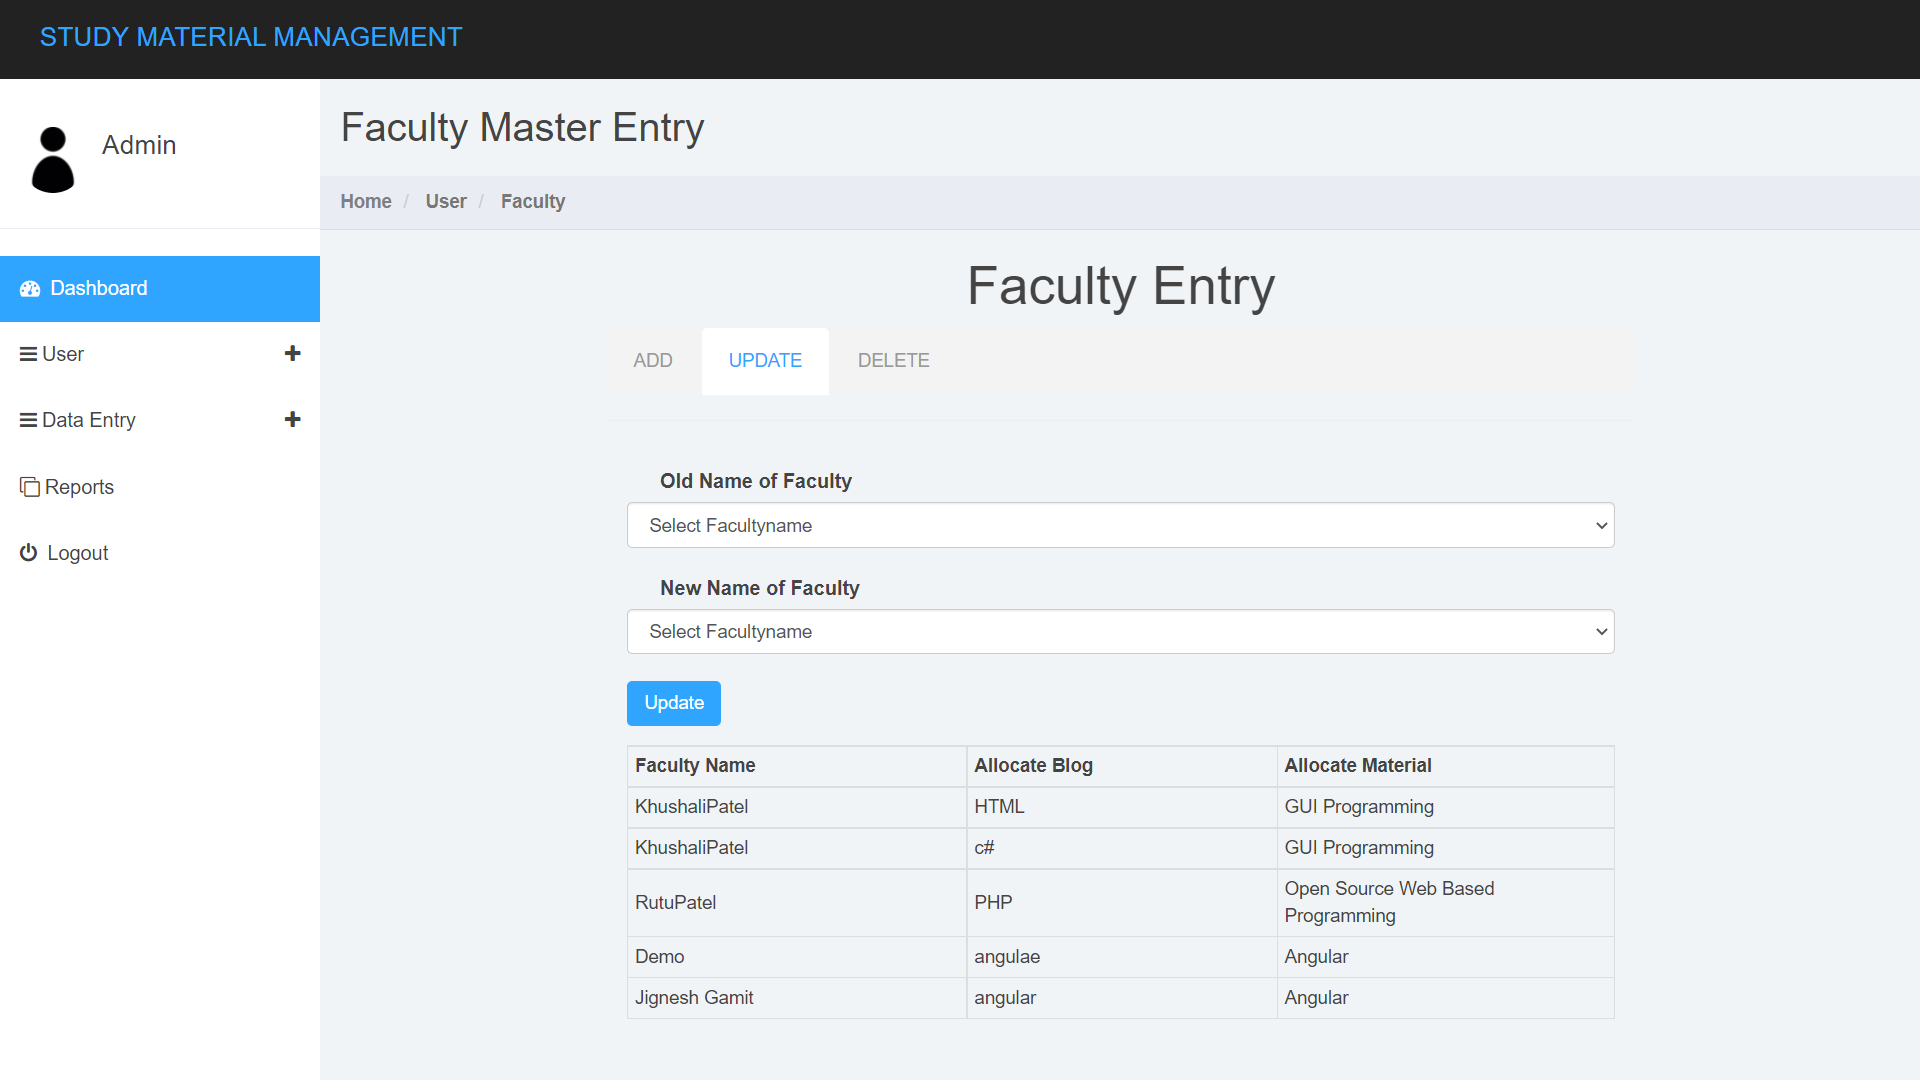 STUDY MATERIAL MANAGEMENT
Admin
Dashboard
User
Data Entry
Reports
Logout
Faculty Master Entry
Home / User / Faculty
Faculty Entry
ADD UPDATE DELETE
Old Name of Faculty
Select Facultyname
New Name of Faculty
Select Facultyname
Update
Faculty Name Allocate Blog Allocate Material
KhushaliPatel HTML GUI Programming
KhushaliPatel c# GUI Programming
RutuPatel PHP Open Source Web Based
Programming
Demo angulae Angular
Jignesh Gamit angular Angular